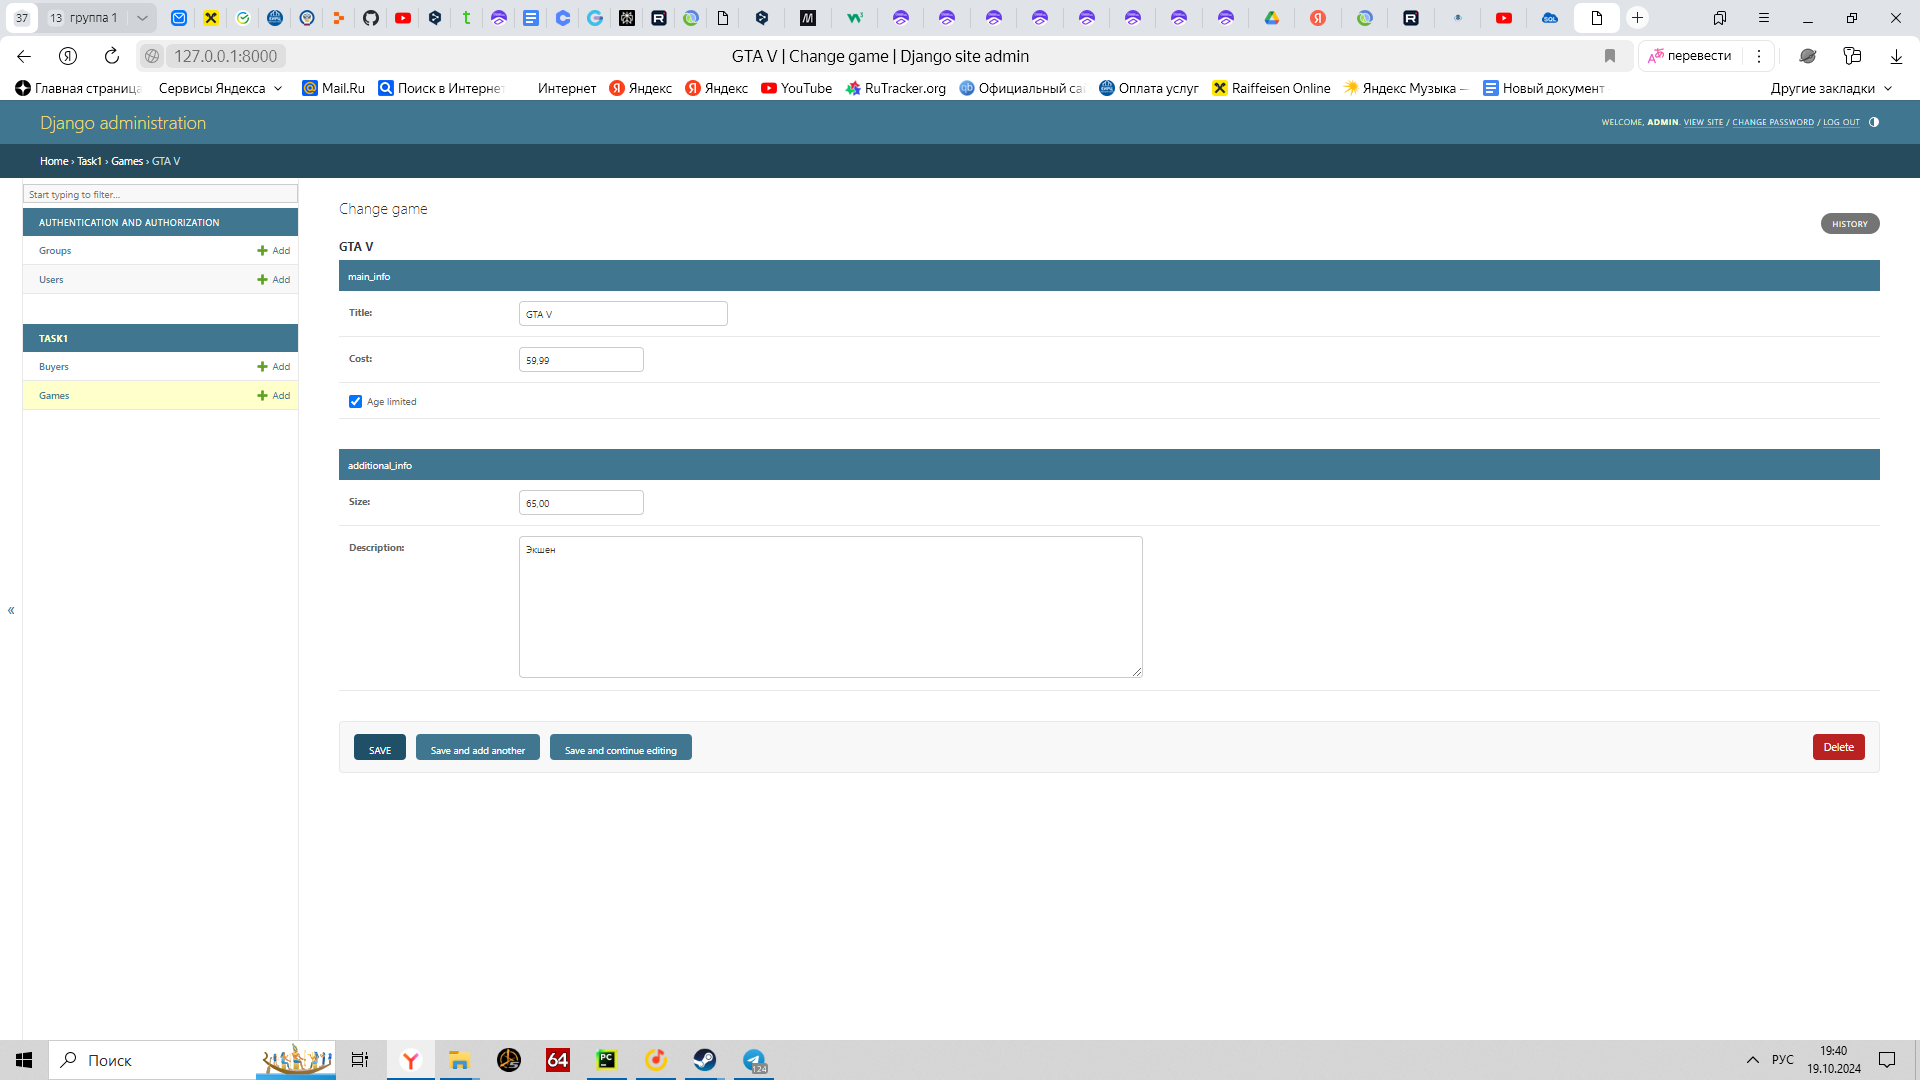 37 13 группа 1
127.0.0.1:8000 GTA V | Change game | Django site admin перевести
Главная страница Сервисы Яндекса Mail.Ru Поиск в Интернет Интернет Яндекс Яндекс YouTube RuTracker.org Официальный са Оплата услуг Raiffeisen Online Яндекс Музыка — Новый документ Другие закладки
Django administration
WELCOME, ADMIN. VIEW SITE / CHANGE PASSWORD / LOG OUT
Home › Task1 › Games › GTA V
Start typing to filter...
AUTHENTICATION AND AUTHORIZATION
Groups Add
Users Add
TASK1
Buyers Add
Games Add
«
Change game
HISTORY
GTA V
main_info
Title: GTA V
Cost: 59,99
Age limited
additional_info
Size: 65,00
Description: Экшен
SAVE Save and add another Save and continue editing Delete
Поиск 64 PC 124 РУС 19:40
19.10.2024